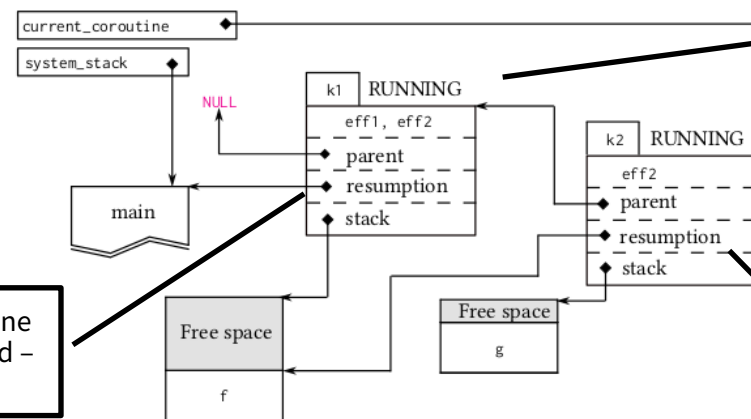 current_coroutine
system_stack
NULL
k1 RUNNING
eff1, eff2
parent
resumption
stack
k2 RUNNING
eff2
parent
resumption
stack
main
Free space
f
Free space
g
ne
d –